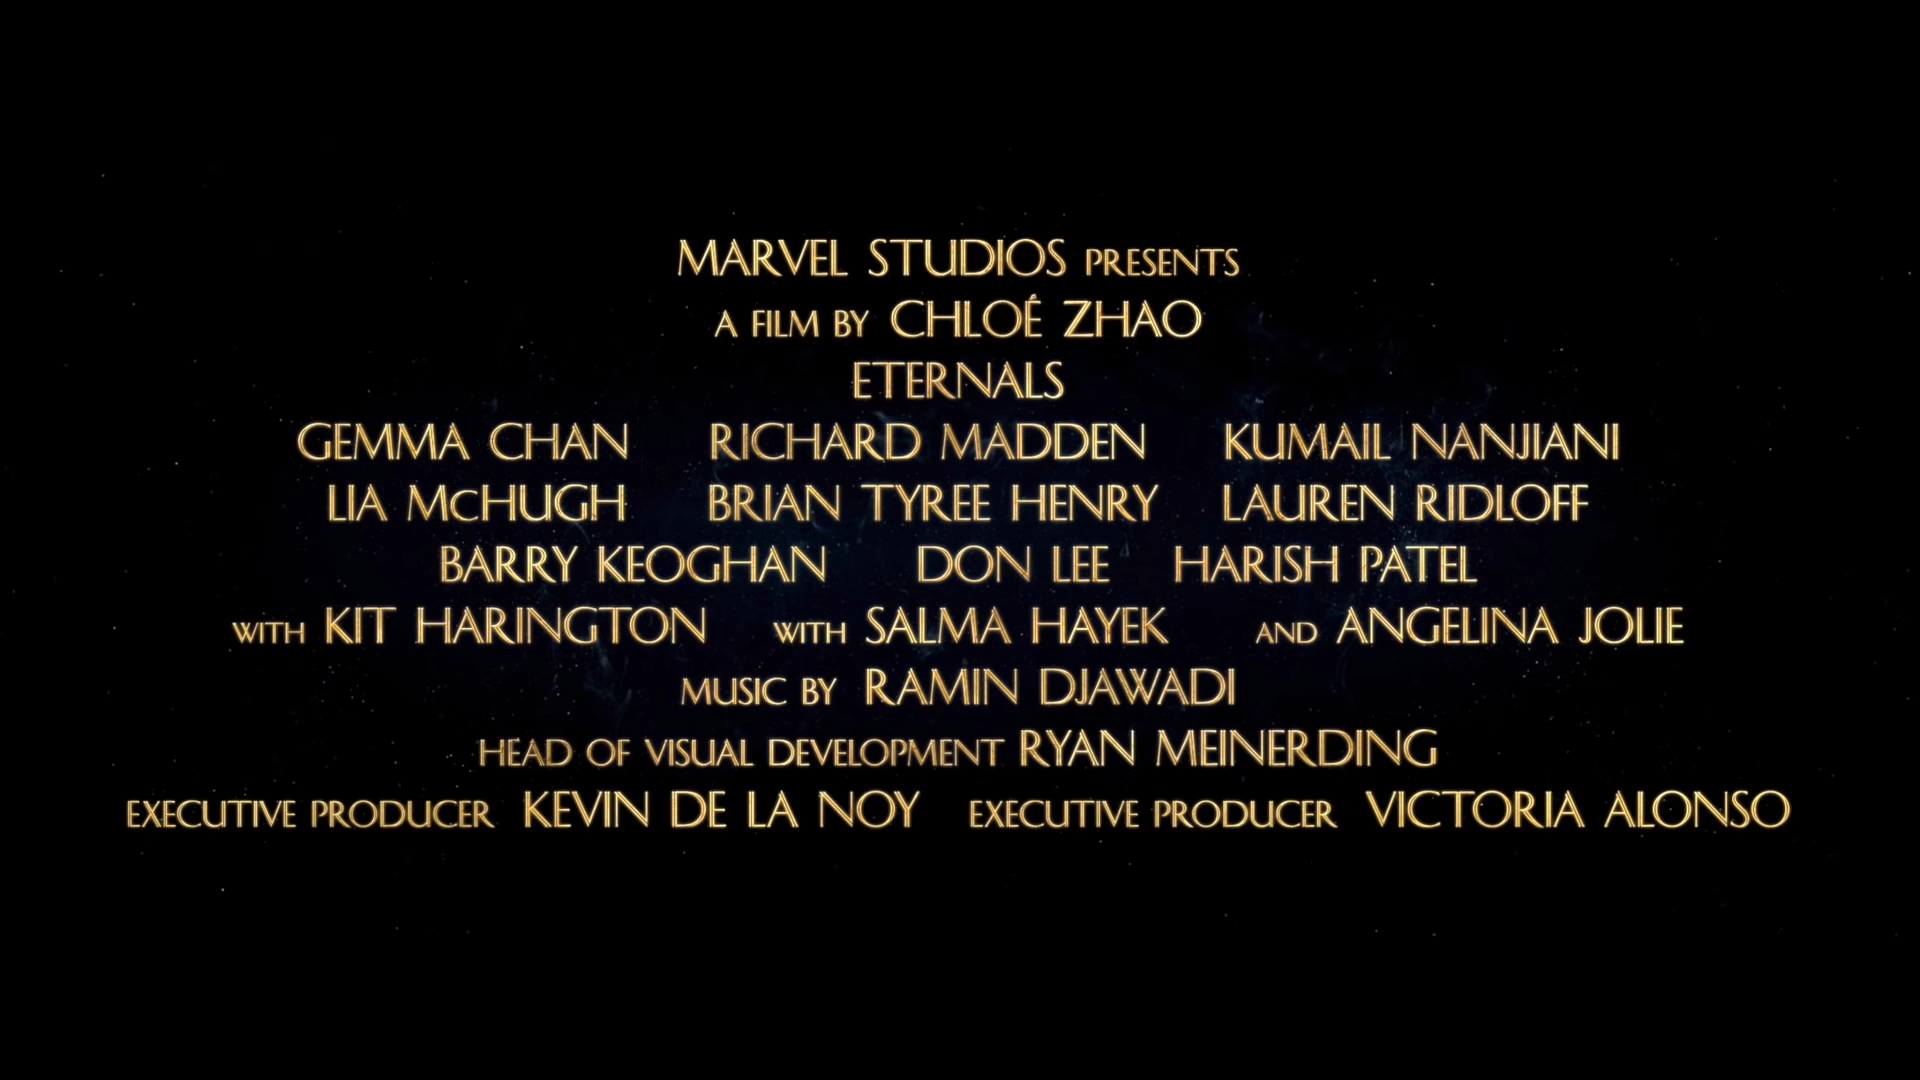 MARVEL STUDIOS PRESENTS
A FILM BY CHLOÉ ZHAO
ETERNALS
GEMMA CHAN RICHARD MADDEN KUMAIL NANJIANI
LIA McHUGH BRIAN TYREE HENRY LAUREN RIDLOFF
BARRY KEOGHAN DON LEE HARISH PATEL
WITH KIT HARINGTON WITH SALMA HAYEK AND ANGELINA JOLIE
MUSIC BY RAMIN DJAWADI
HEAD OF VISUAL DEVELOPMENT RYAN MEINERDING
EXECUTIVE PRODUCER KEVIN DE LA NOY EXECUTIVE PRODUCER VICTORIA ALONSO